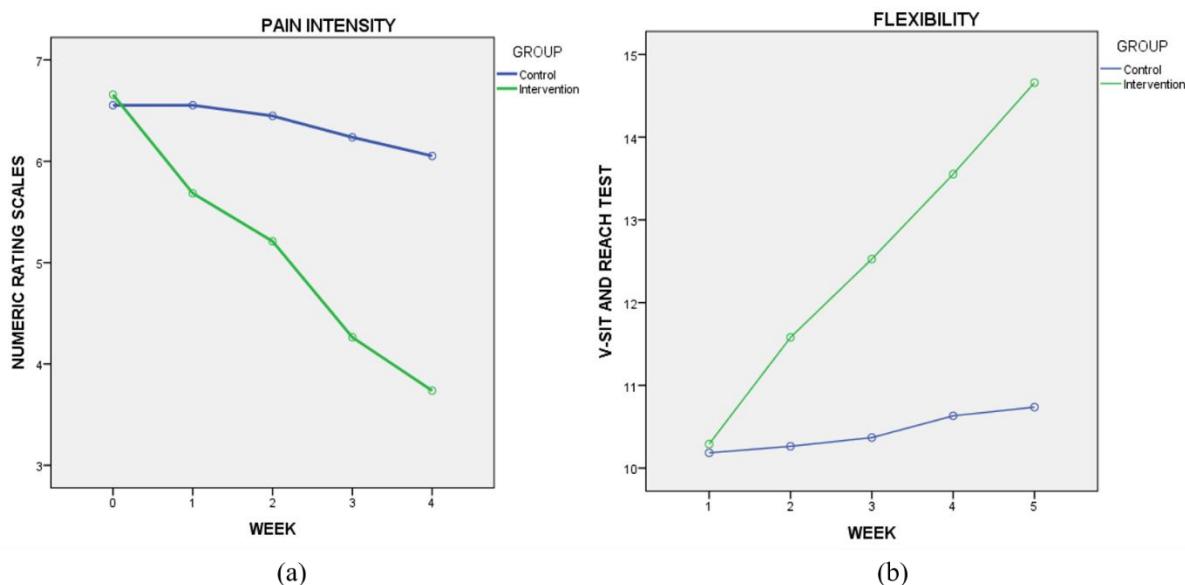 PAIN INTENSITY
GROUP
Control
Intervention
NUMERIC RATING SCALES
7
6
5
4
3
0 1 2 3 4
WEEK
(a)
FLEXIBILITY
GROUP
Control
Intervention
V-SIT AND REACH TEST
15
14
13
12
11
10
1 2 3 4 5
WEEK
(b)